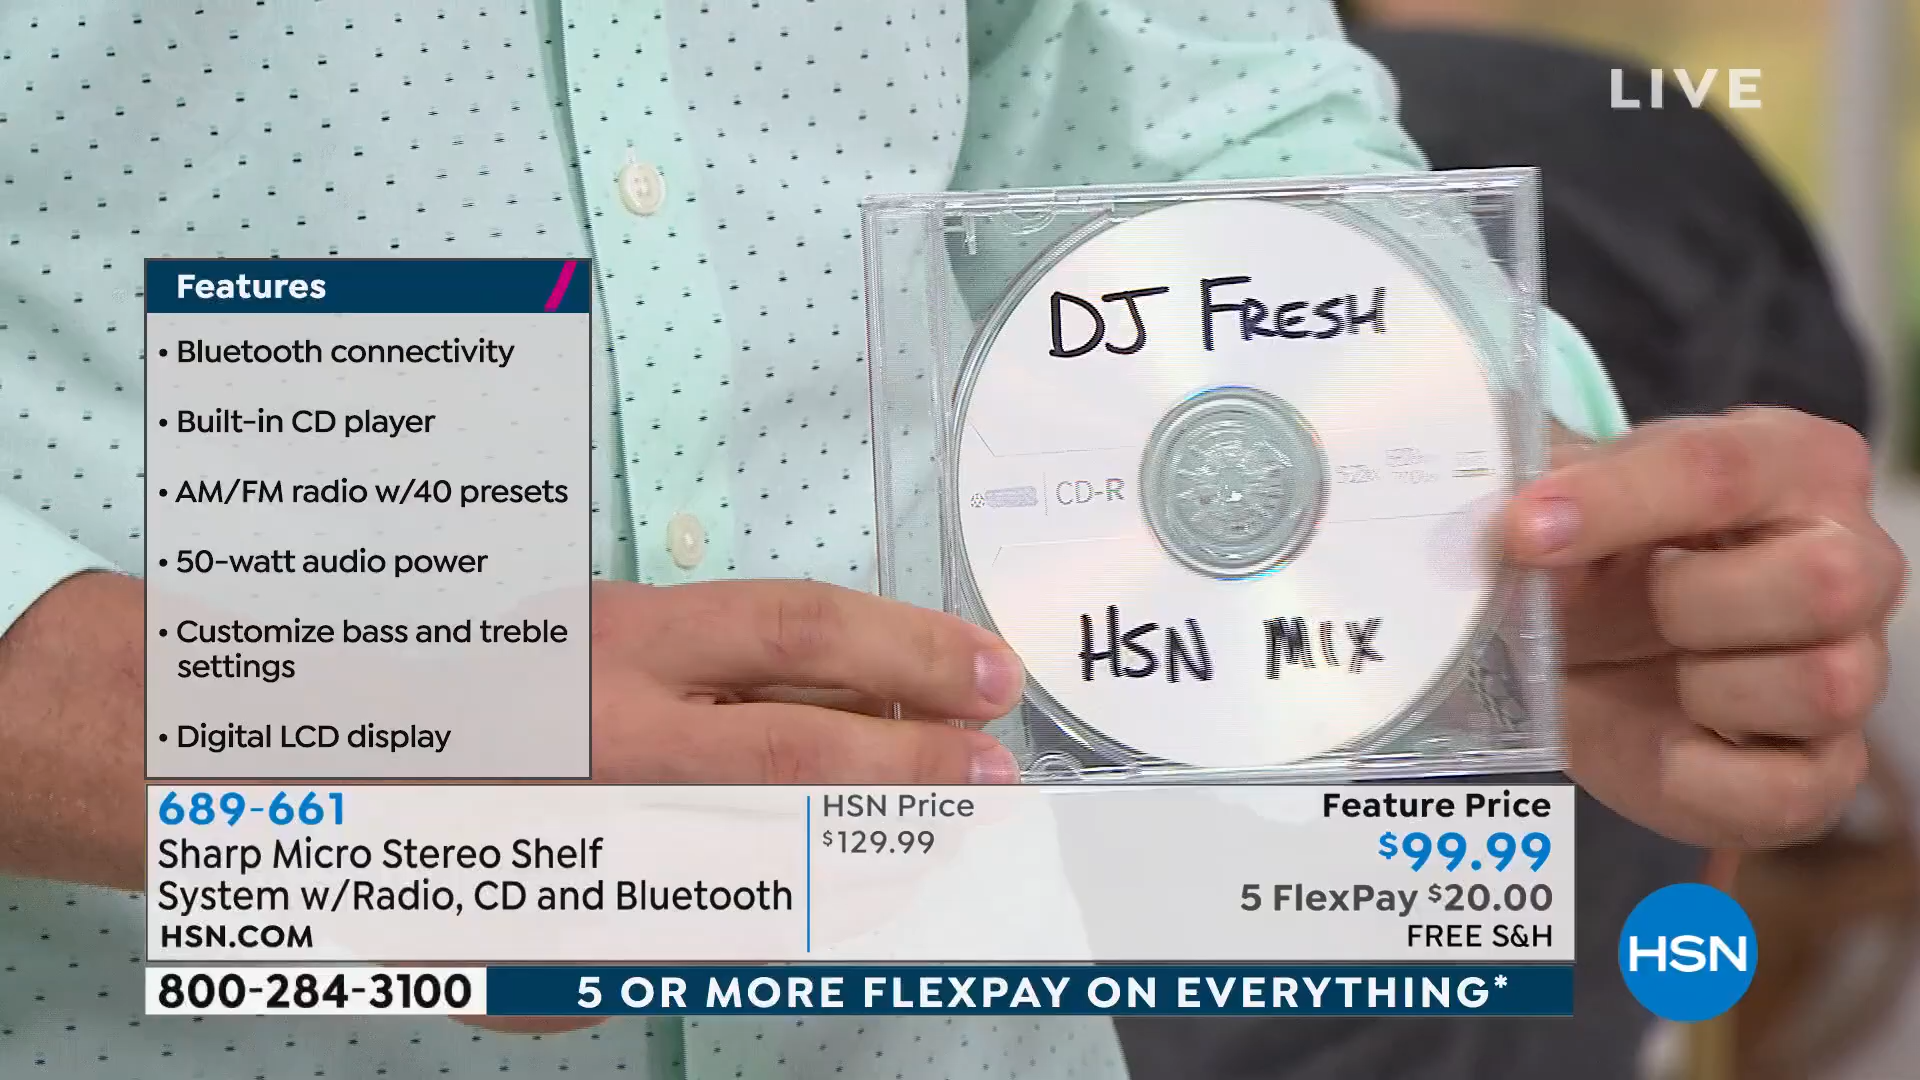 LIVE
DJ FRESH
CD-R
HSN MIX
Features
• Bluetooth connectivity
• Built-in CD player
• AM/FM radio w/40 presets
• 50-watt audio power
• Customize bass and treble
settings
• Digital LCD display
689-661
Sharp Micro Stereo Shelf
System w/Radio, CD and Bluetooth
HSN.COM
HSN Price
$129.99
Feature Price
$99.99
5 FlexPay $20.00
FREE S&H
800-284-3100
5 OR MORE FLEXPAY ON EVERYTHING*
HSN